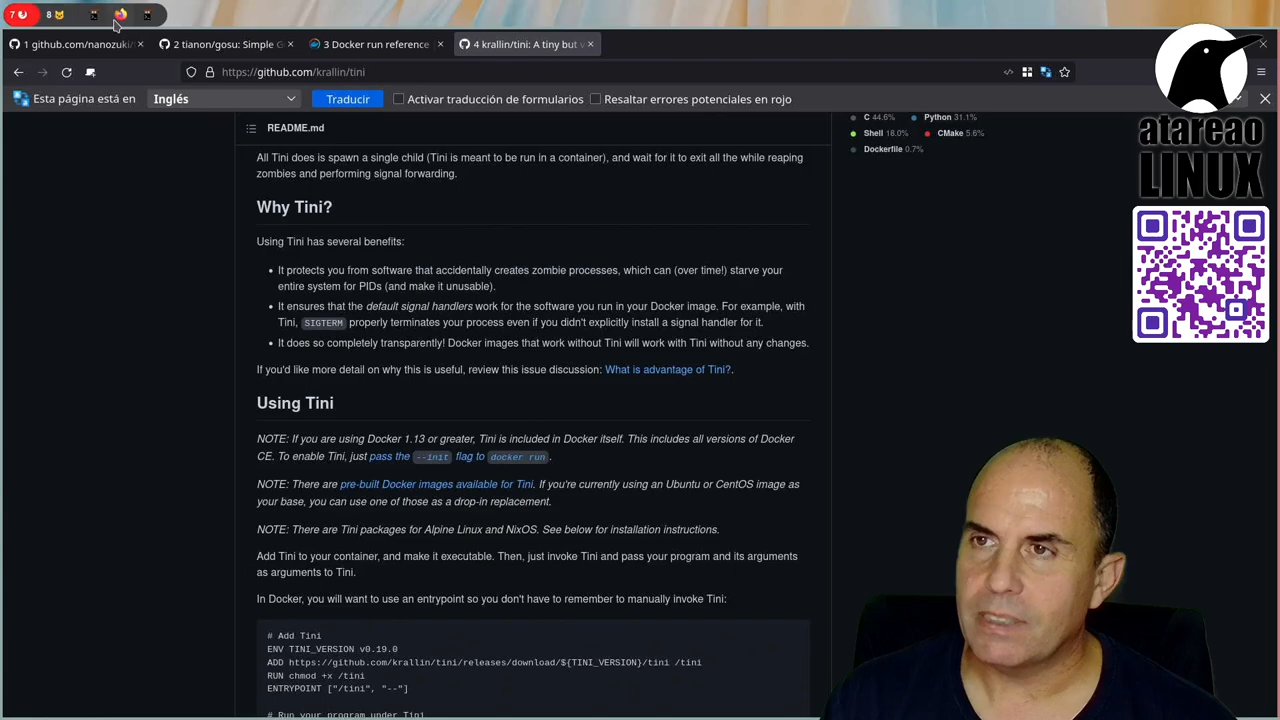 7
8
1 github.com/nanozuki/
2 tianon/gosu: Simple G
3 Docker run reference
4 krallin/tini: A tiny but v
https://github.com/krallin/tini
Esta página está en
Inglés
Traducir
Activar traducción de formularios
Resaltar errores potenciales en rojo
README.md
All Tini does is spawn a single child (Tini is meant to be run in a container), and wait for it to exit all the while reaping
zombies and performing signal forwarding.
Why Tini?
Using Tini has several benefits:
• It protects you from software that accidentally creates zombie processes, which can (over time!) starve your
entire system for PIDs (and make it unusable).
• It ensures that the default signal handlers work for the software you run in your Docker image. For example, with
Tini, SIGTERM properly terminates your process even if you didn't explicitly install a signal handler for it.
• It does so completely transparently! Docker images that work without Tini will work with Tini without any changes.
If you'd like more detail on why this is useful, review this issue discussion: What is advantage of Tini?.
Using Tini
NOTE: If you are using Docker 1.13 or greater, Tini is included in Docker itself. This includes all versions of Docker
CE. To enable Tini, just pass the --init flag to docker run.
NOTE: There are pre-built Docker images available for Tini. If you're currently using an Ubuntu or CentOS image as
your base, you can use one of those as a drop-in replacement.
NOTE: There are Tini packages for Alpine Linux and NixOS. See below for installation instructions.
Add Tini to your container, and make it executable. Then, just invoke Tini and pass your program and its arguments
as arguments to Tini.
In Docker, you will want to use an entrypoint so you don't have to remember to manually invoke Tini:
# Add Tini
ENV TINI_VERSION v0.19.0
ADD https://github.com/krallin/tini/releases/download/${TINI_VERSION}/tini /tini
RUN chmod +x /tini
ENTRYPOINT ["/tini", "--"]
# Run your program under Tini
C 44.6%
Python 31.1%
Shell 18.0%
CMake 5.6%
Dockerfile 0.7%
atareao
LINUX